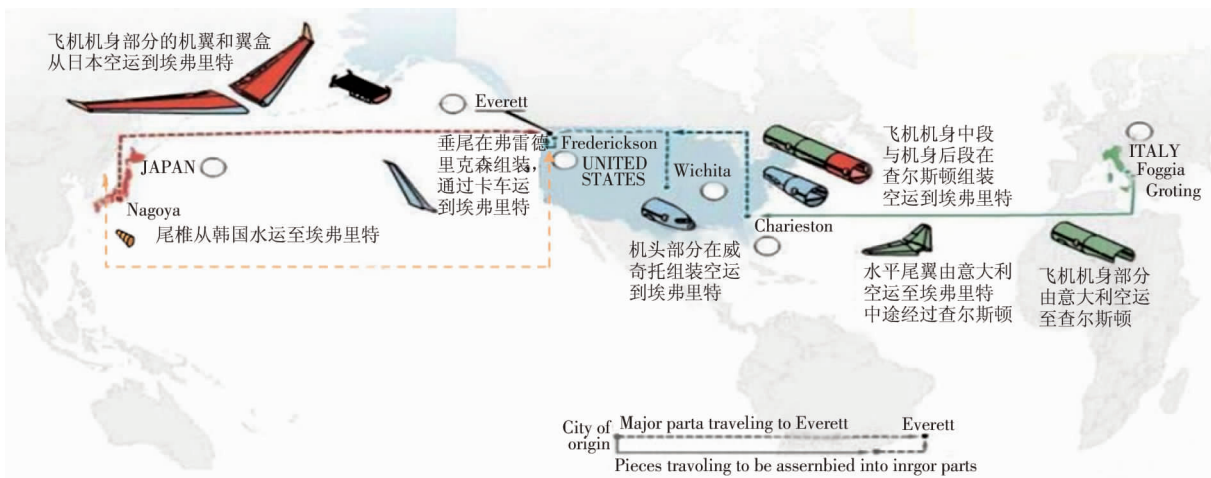 飞机机身部分的机翼和翼盒
从日本空运到埃弗里特
Everett
垂尾在弗雷德
里克森组装，
通过卡车运
到埃弗里特
Frederickson
UNITED
STATES
Wichita
飞机机身中段
与机身后段在
查尔斯顿组装
空运到埃弗里特
ITALY
Foggia
Groting
JAPAN
Nagoya
尾椎从韩国水运至埃弗里特
机头部分在威
奇托组装空运
到埃弗里特
Charieston
水平尾翼由意大利
空运至埃弗里特
中途经过查尔斯顿
飞机机身部分
由意大利空运
至查尔斯顿
City of
origin
Major parta traveling to Everett
Everett
Pieces travoling to be assernbied into inrgor parts